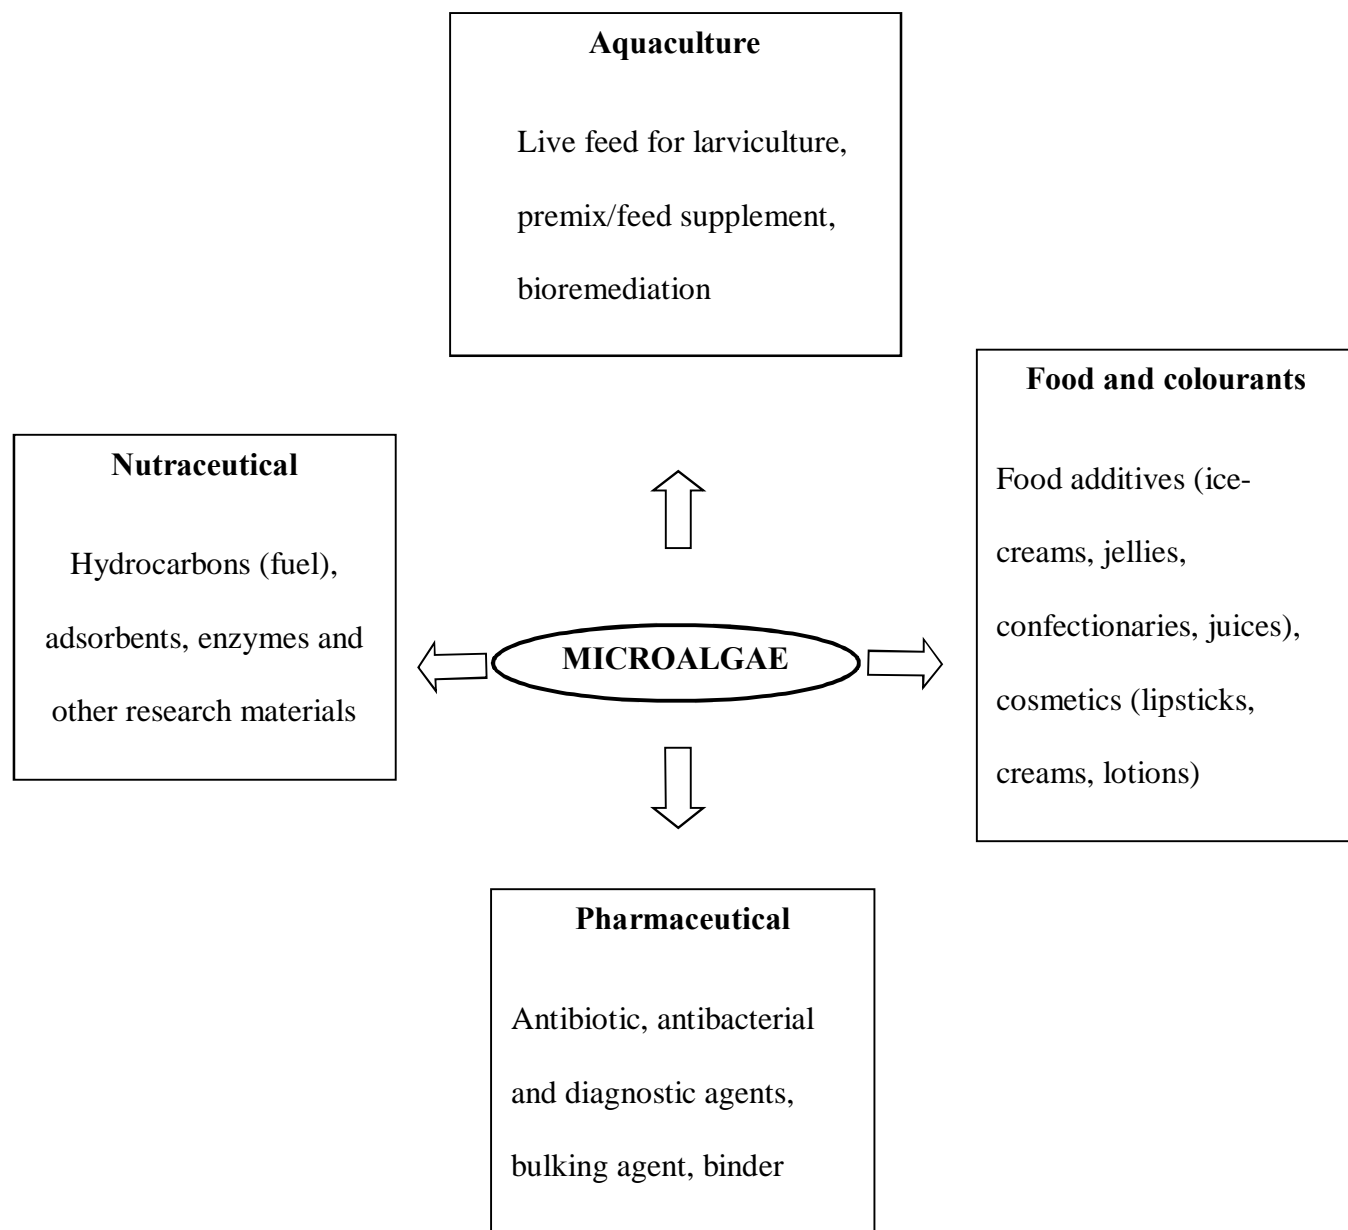 Aquaculture
Live feed for larviculture,
premix/feed supplement,
bioremediation
Food and colourants
Food additives (ice-
creams, jellies,
confectionaries, juices),
cosmetics (lipsticks,
creams, lotions)
Nutraceutical
Hydrocarbons (fuel),
adsorbents, enzymes and
other research materials
MICROALGAE
Pharmaceutical
Antibiotic, antibacterial
and diagnostic agents,
bulking agent, binder